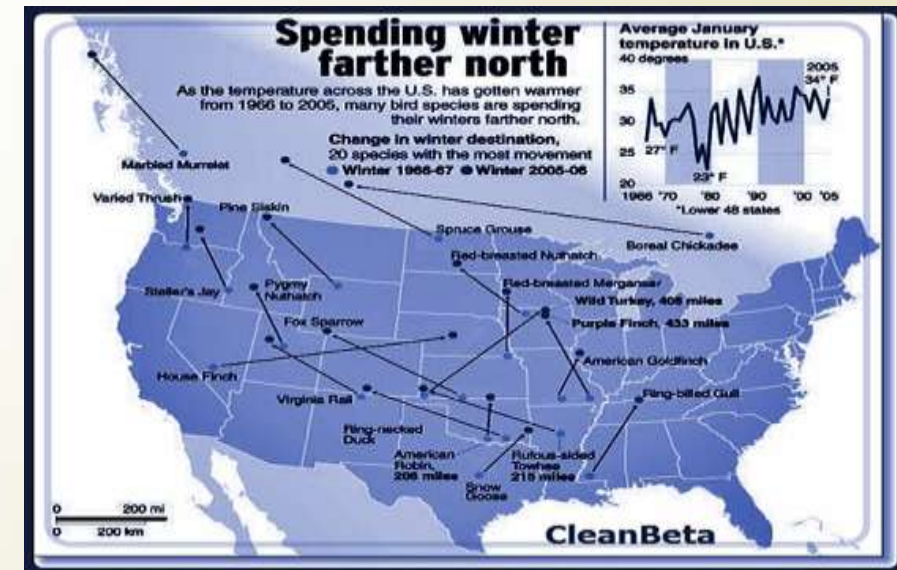 Spending winter
farther north
As the temperature across the U.S. has gotten warmer
from 1966 to 2005, many bird species are spending
their winters farther north.
Change in winter destination,
20 species with the most movement
Winter 1966-67 Winter 2005-06
Average January
temperature in U.S.*
40 degrees
35
30
25
20
2005
34° F
27° F
23° F
1966 '70 '80 '90 '00 '05
*Lower 48 states
Marbled Murrelet
Varied Thrush
Pine Siskin
Spruce Grouse
Boreal Chickadee
Red-breasted Nuthatch
Steller's Jay
Pygmy
Nuthatch
Red-breasted Merganser
Wild Turkey, 408 miles
Purple Finch, 433 miles
Fox Sparrow
House Finch
American Goldfinch
Virginia Rail
Ring-billed Gull
Ring-necked
Duck
American
Robin,
206 miles
Rufous-sided
Towhee
215 miles
Snow
Goose
0 200 mi
0 200 km
CleanBeta